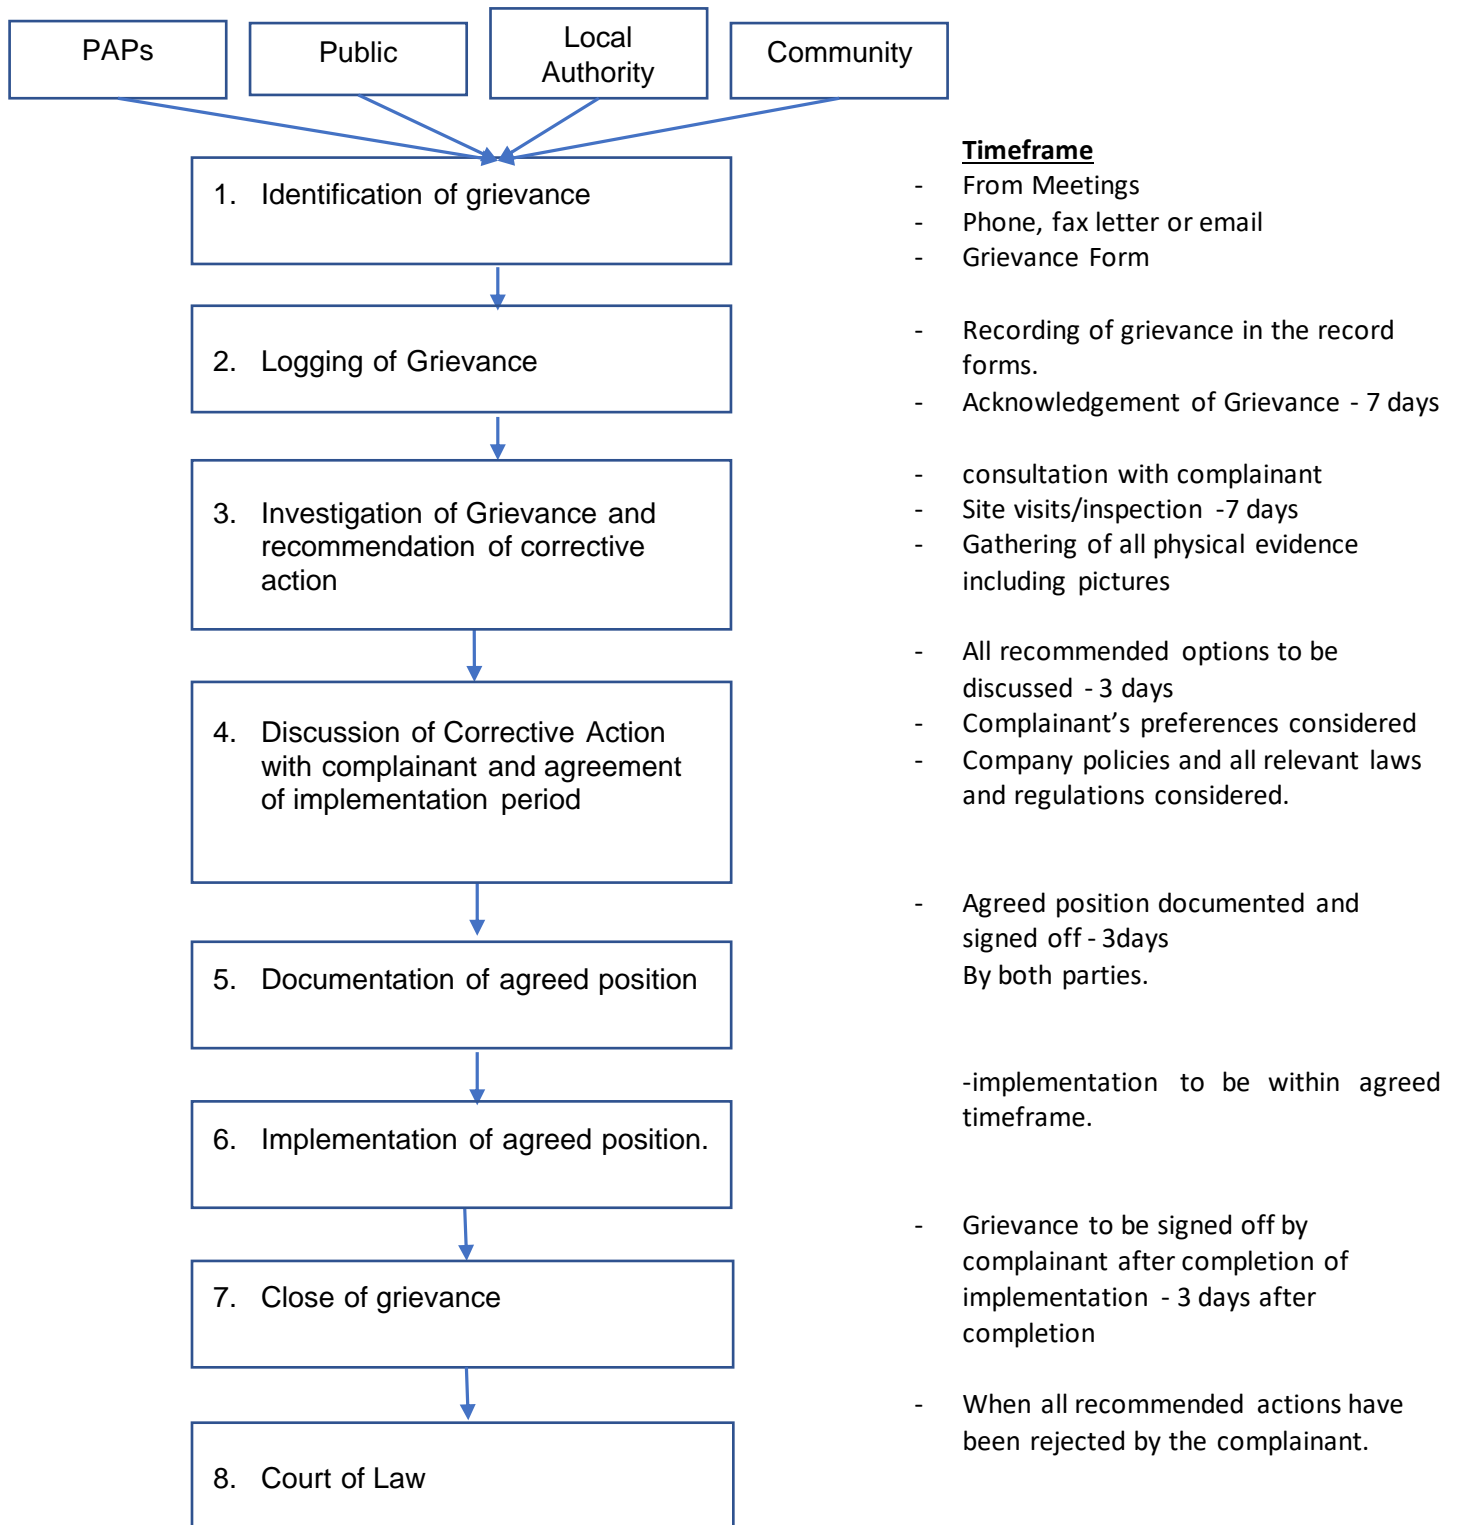 PAPs
Public
Local
Authority
Community
Timeframe
1. Identification of grievance
- From Meetings
- Phone, fax letter or email
- Grievance Form
2. Logging of Grievance
- Recording of grievance in the record
forms.
- Acknowledgement of Grievance - 7 days
3. Investigation of Grievance and
recommendation of corrective
action
- consultation with complainant
- Site visits/inspection -7 days
- Gathering of all physical evidence
including pictures
4. Discussion of Corrective Action
with complainant and agreement
of implementation period
- All recommended options to be
discussed - 3 days
- Complainant’s preferences considered
- Company policies and all relevant laws
and regulations considered.
5. Documentation of agreed position
- Agreed position documented and
signed off - 3days
By both parties.
6. Implementation of agreed position.
-implementation to be within agreed
timeframe.
7. Close of grievance
- Grievance to be signed off by
complainant after completion of
implementation - 3 days after
completion
8. Court of Law
- When all recommended actions have
been rejected by the complainant.